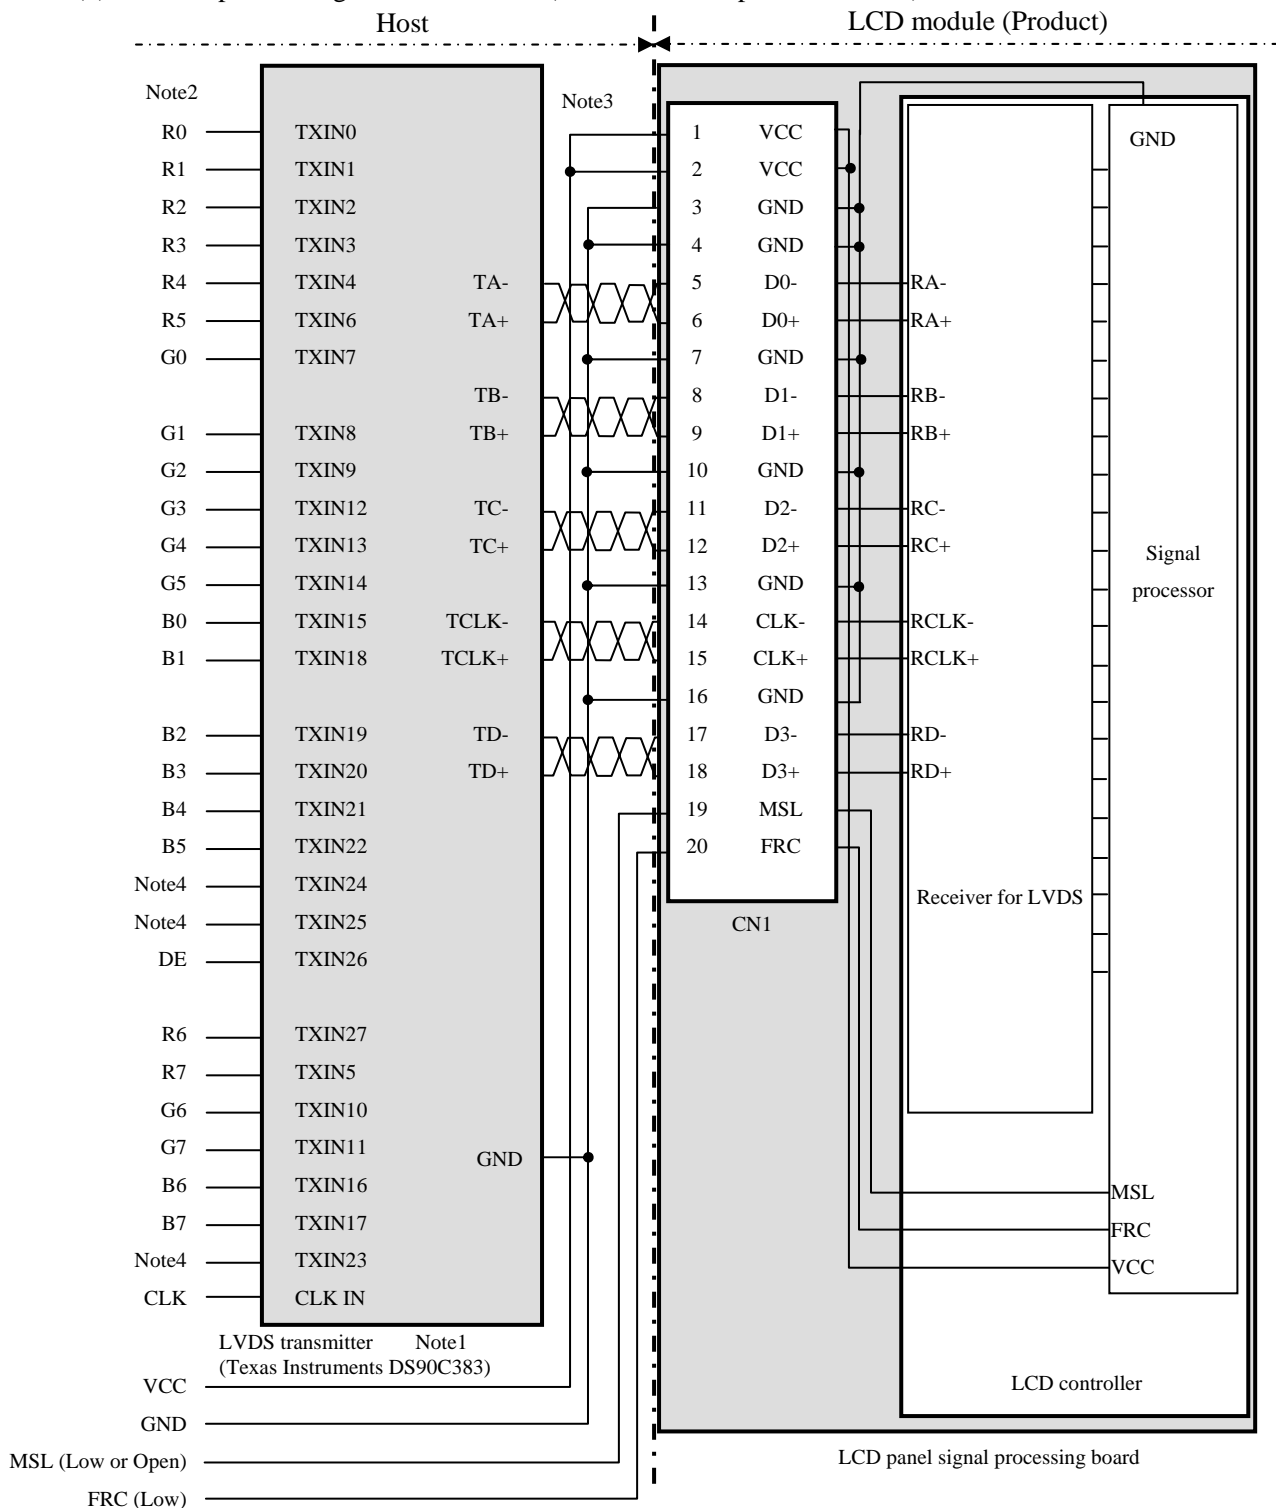 Host LCD module (Product)
Note2 Note3
R0 TXIN0 1 VCC GND
R1 TXIN1 2 VCC
R2 TXIN2 3 GND
R3 TXIN3 4 GND
R4 TXIN4 TA- 5 D0- RA-
R5 TXIN6 TA+ 6 D0+ RA+
G0 TXIN7 7 GND
TB- 8 D1- RB-
G1 TXIN8 TB+ 9 D1+ RB+
G2 TXIN9 10 GND
G3 TXIN12 TC- 11 D2- RC-
G4 TXIN13 TC+ 12 D2+ RC+
Signal
processor
G5 TXIN14 13 GND
B0 TXIN15 TCLK- 14 CLK- RCLK-
B1 TXIN18 TCLK+ 15 CLK+ RCLK+
16 GND
B2 TXIN19 TD- 17 D3- RD-
B3 TXIN20 TD+ 18 D3+ RD+
B4 TXIN21 19 MSL
B5 TXIN22 20 FRC
Note4 TXIN24 Receiver for LVDS
Note4 TXIN25 CN1
DE TXIN26
R6 TXIN27
R7 TXIN5
G6 TXIN10
G7 TXIN11 GND
B6 TXIN16 MSL
B7 TXIN17 FRC
Note4 TXIN23 VCC
CLK CLK IN
LVDS transmitter Note1
(Texas Instruments DS90C383)
VCC LCD controller
GND
MSL (Low or Open) LCD panel signal processing board
FRC (Low)